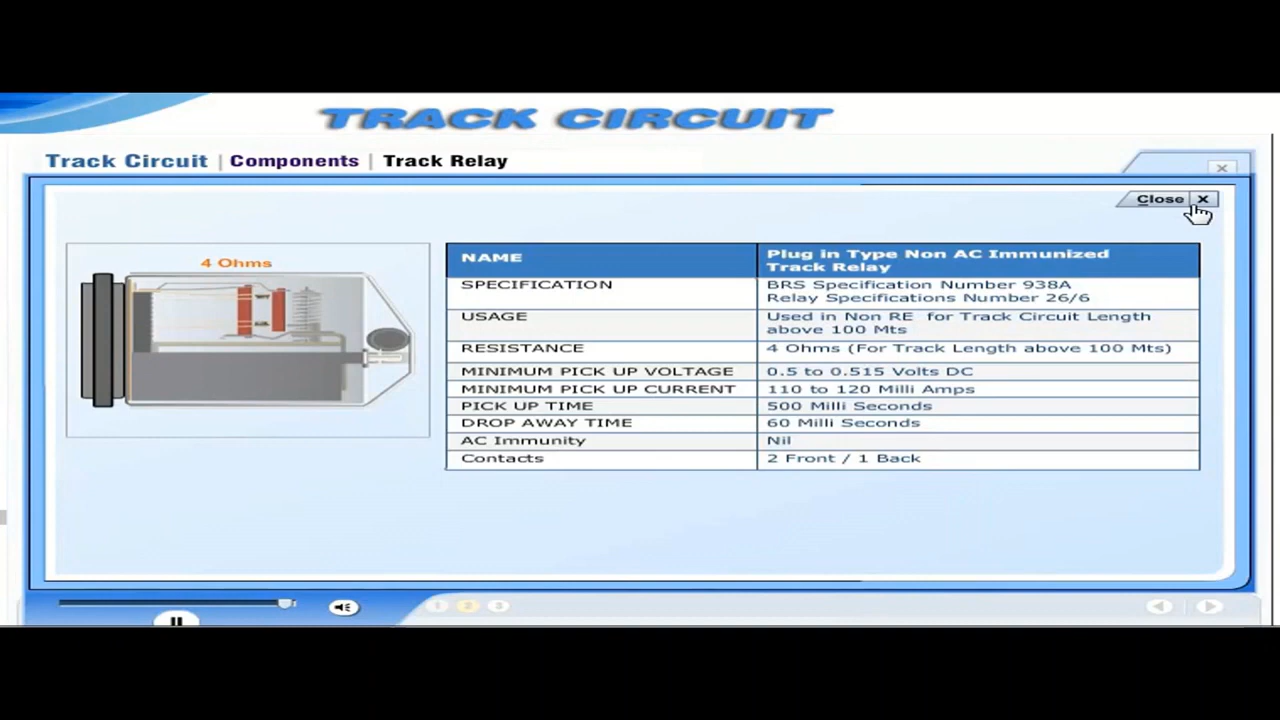 TRACK CIRCUIT
Track Circuit | Components | Track Relay
Close x
4 Ohms
NAME Plug in Type Non AC Immunized
Track Relay
SPECIFICATION BRS Specification Number 938A
Relay Specifications Number 26/6
USAGE Used in Non RE for Track Circuit Length
above 100 Mts
RESISTANCE 4 Ohms (For Track Length above 100 Mts)
MINIMUM PICK UP VOLTAGE 0.5 to 0.515 Volts DC
MINIMUM PICK UP CURRENT 110 to 120 Milli Amps
PICK UP TIME 500 Milli Seconds
DROP AWAY TIME 60 Milli Seconds
AC Immunity Nil
Contacts 2 Front / 1 Back
1 2 3